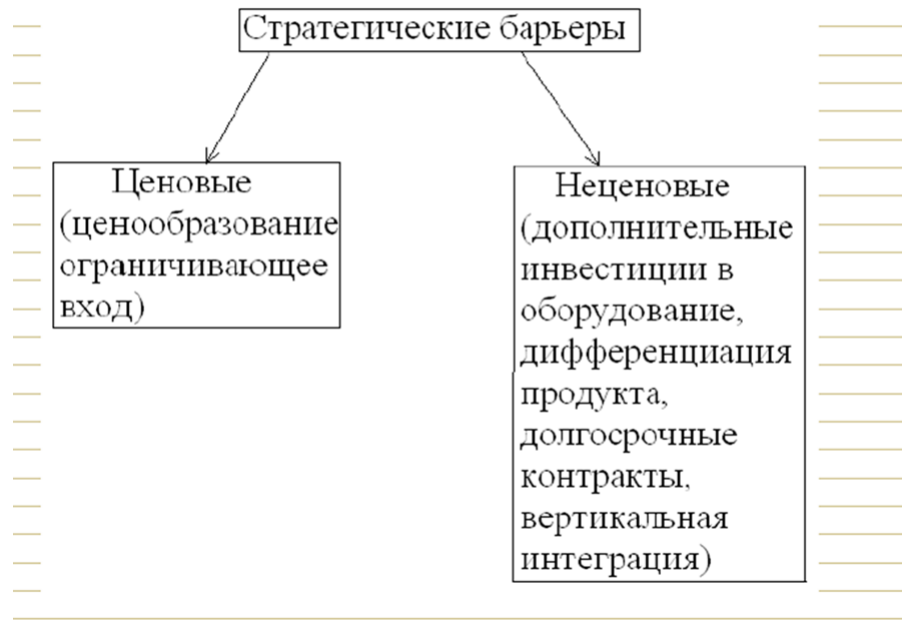 Стратегические барьеры
Ценовые
(ценообразование
ограничивающее
вход)
Неценовые
(дополнительные
инвестиции в
оборудование,
дифференциация
продукта,
долгосрочные
контракты,
вертикальная
интеграция)